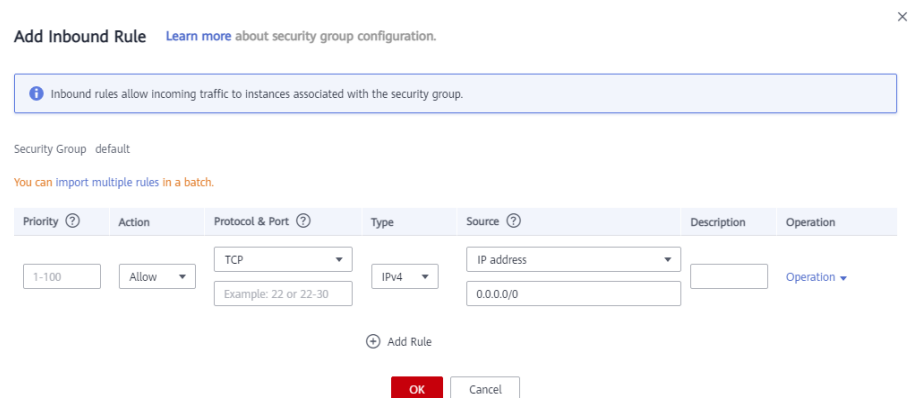 Add Inbound Rule Learn more about security group configuration.
Inbound rules allow incoming traffic to instances associated with the security group.
Security Group default
You can import multiple rules in a batch.
Priority Action Protocol & Port Type Source Description Operation
TCP IP address
1-100 Allow IPv4 Operation
Example: 22 or 22-30 0.0.0.0/0
Add Rule
OK Cancel